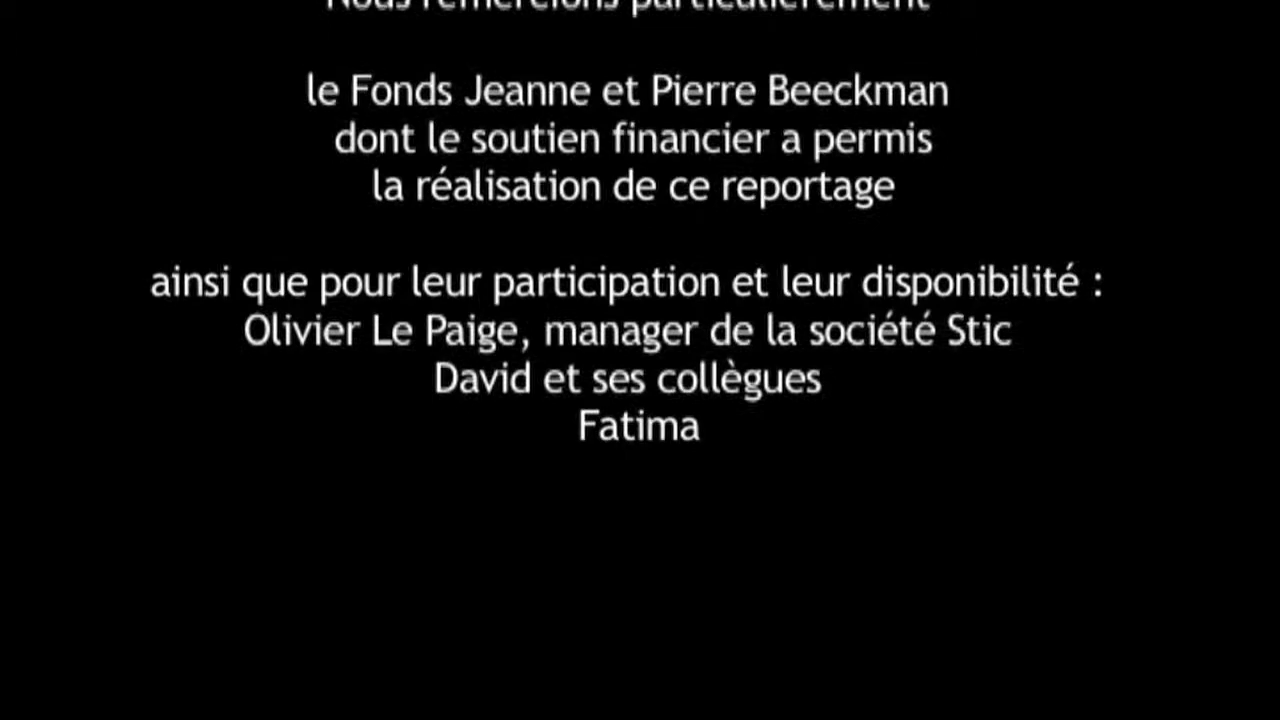 Nous remercions particulièrement
le Fonds Jeanne et Pierre Beeckman
dont le soutien financier a permis
la réalisation de ce reportage
ainsi que pour leur participation et leur disponibilité :
Olivier Le Paige, manager de la société Stic
David et ses collègues
Fatima